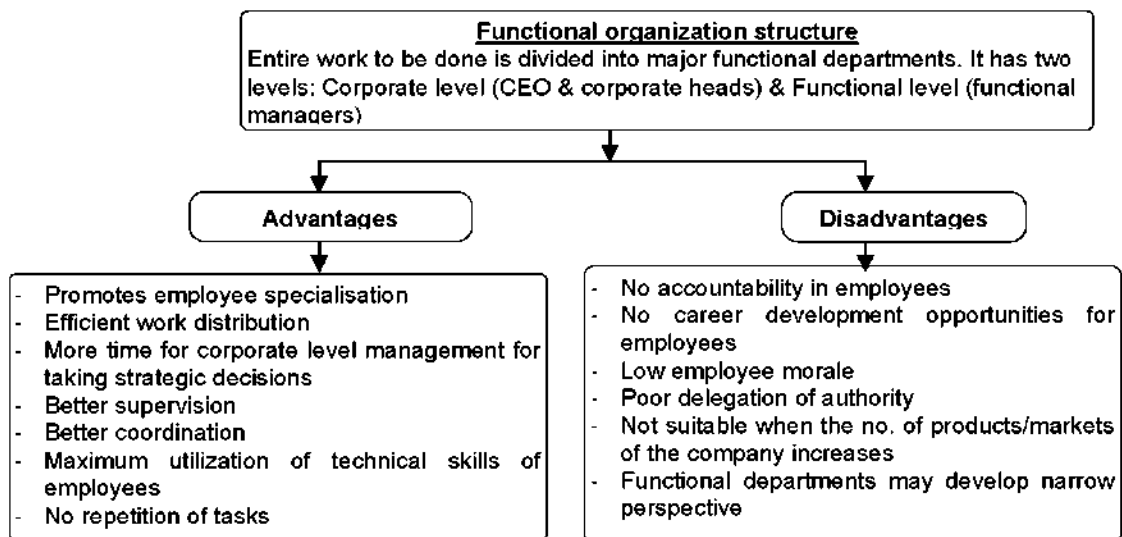 Functional organization structure
Entire work to be done is divided into major functional departments. It has two
levels: Corporate level (CEO & corporate heads) & Functional level (functional
managers)
Advantages
Disadvantages
- Promotes employee specialisation
- Efficient work distribution
- More time for corporate level management for
taking strategic decisions
- Better supervision
- Better coordination
- Maximum utilization of technical skills of
employees
- No repetition of tasks
- No accountability in employees
- No career development opportunities for
employees
- Low employee morale
- Poor delegation of authority
- Not suitable when the no. of products/markets
of the company increases
- Functional departments may develop narrow
perspective